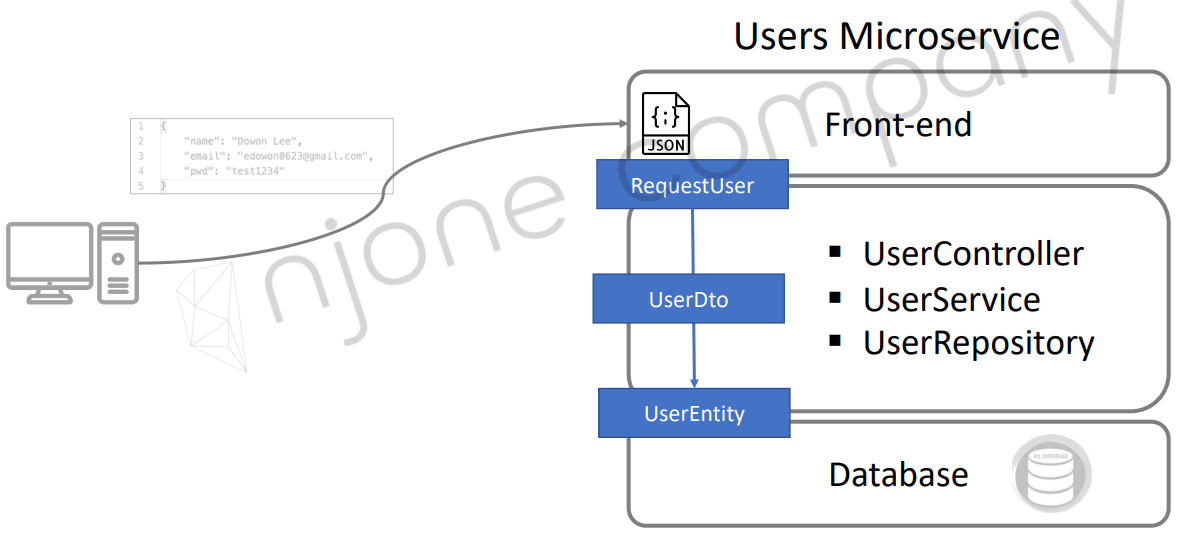 Users Microservice
1 {
2 "name": "Dowon Lee",
3 "email": "edowon0623@gmail.com",
4 "pwd": "test1234"
5 }
{;}
JSON
Front-end
RequestUser
UserDto
▪ UserController
▪ UserService
▪ UserRepository
UserEntity
Database
H2 DATABASE
njone company